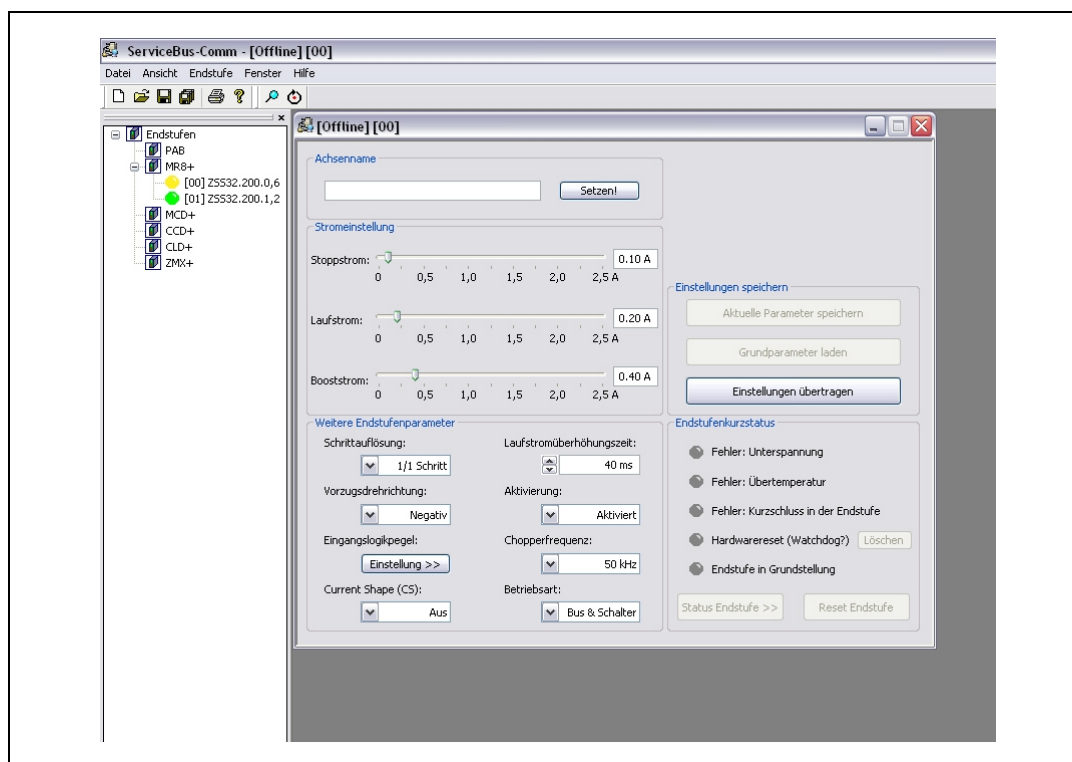 ServiceBus-Comm - [Offline] [00]
Datei Ansicht Endstufe Fenster Hilfe
Endstufen
PAB
MR8+
[00] ZSS32.200.0,6
[01] ZSS32.200.1,2
MCD+
CCD+
CLD+
ZMX+
[Offline] [00]
Achsenname
Setzen!
Stromeinstellung
Stoppstrom: 0.10 A
0 0,5 1,0 1,5 2,0 2,5 A
Laufstrom: 0.20 A
0 0,5 1,0 1,5 2,0 2,5 A
Booststrom: 0.40 A
0 0,5 1,0 1,5 2,0 2,5 A
Weitere Endstufenparameter
Schrittauflösung: Laufstromüberhöhungszeit:
1/1 Schritt 40 ms
Vorzugsdrehrichtung: Aktivierung:
Negativ Aktiviert
Eingangslogikpegel: Chopperfrequenz:
Einstellung >> 50 kHz
Current Shape (CS): Betriebsart:
Aus Bus & Schalter
Einstellungen speichern
Aktuelle Parameter speichern
Grundparameter laden
Einstellungen übertragen
Endstufenkurzstatus
Fehler: Unterspannung
Fehler: Übertemperatur
Fehler: Kurzschluss in der Endstufe
Hardwarereset (Watchdog?) Löschen
Endstufe in Grundstellung
Status Endstufe >> Reset Endstufe